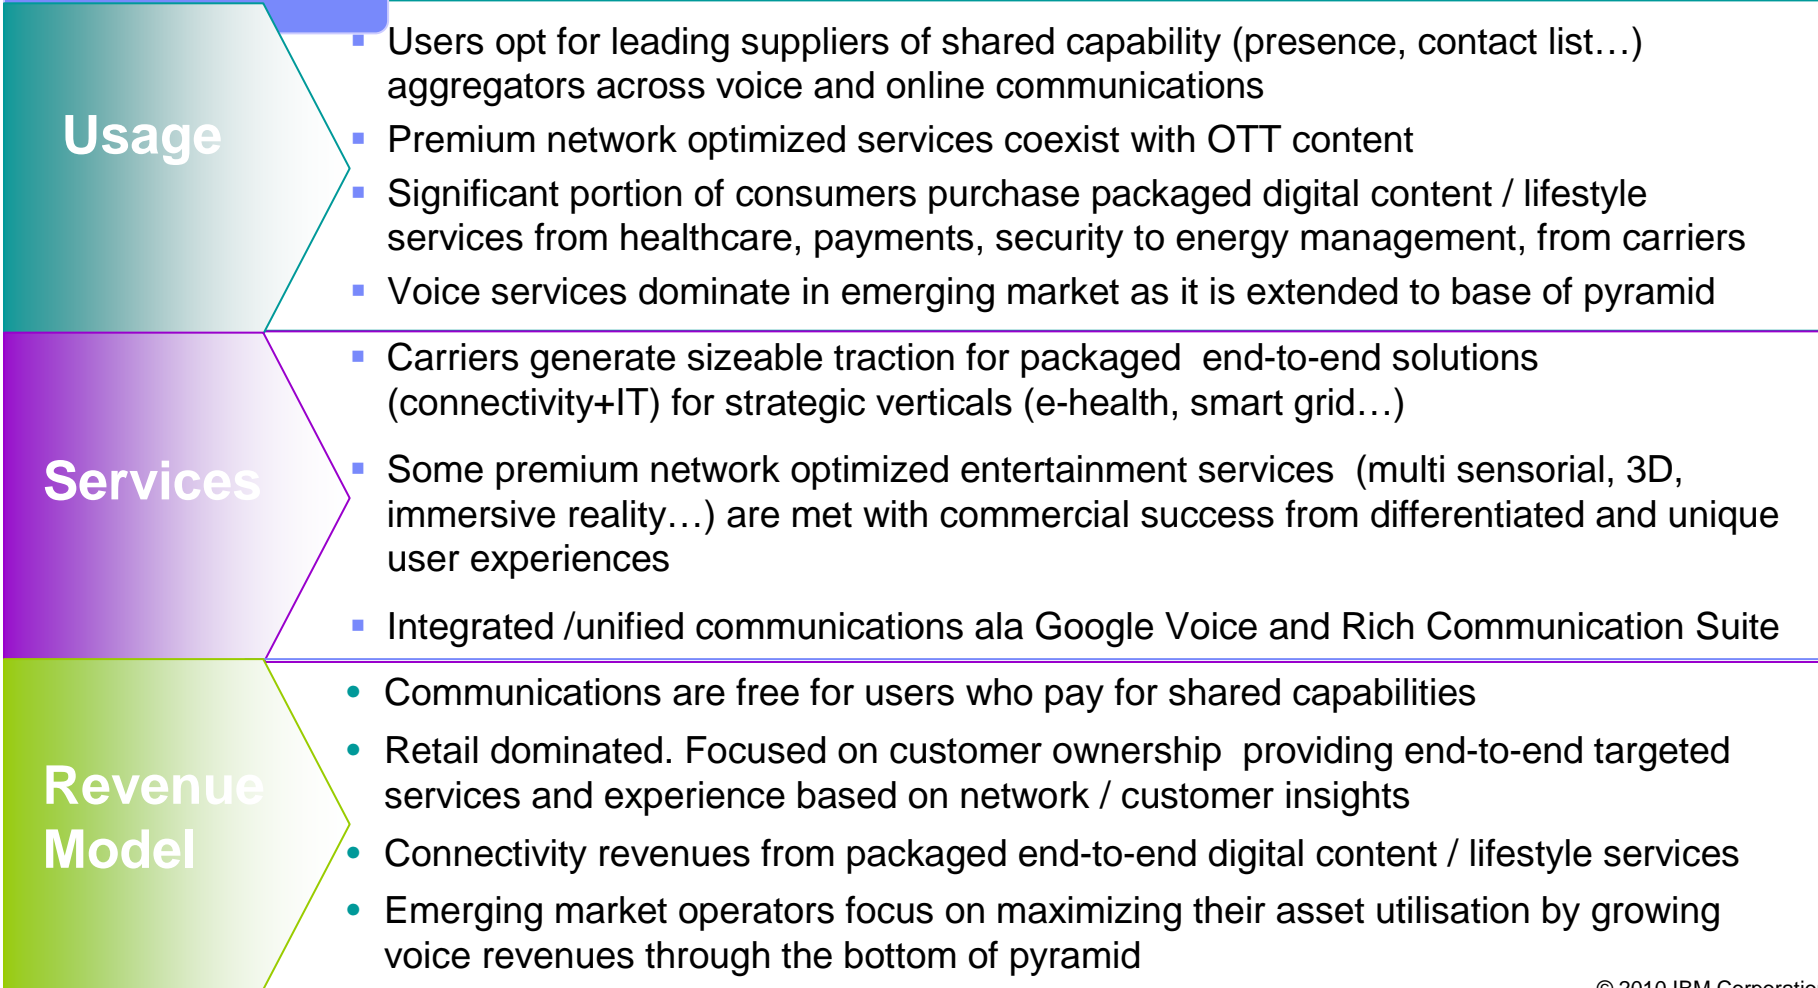 Usage
Users opt for leading suppliers of shared capability (presence, contact list…)
aggregators across voice and online communications
Premium network optimized services coexist with OTT content
Significant portion of consumers purchase packaged digital content / lifestyle
services from healthcare, payments, security to energy management, from carriers
Voice services dominate in emerging market as it is extended to base of pyramid
Services
Carriers generate sizeable traction for packaged end-to-end solutions
(connectivity+IT) for strategic verticals (e-health, smart grid…)
Some premium network optimized entertainment services (multi sensorial, 3D,
immersive reality…) are met with commercial success from differentiated and unique
user experiences
Integrated /unified communications ala Google Voice and Rich Communication Suite
Revenue
Model
Communications are free for users who pay for shared capabilities
Retail dominated. Focused on customer ownership providing end-to-end targeted
services and experience based on network / customer insights
Connectivity revenues from packaged end-to-end digital content / lifestyle services
Emerging market operators focus on maximizing their asset utilisation by growing
voice revenues through the bottom of pyramid
© 2010 IBM Corporatio